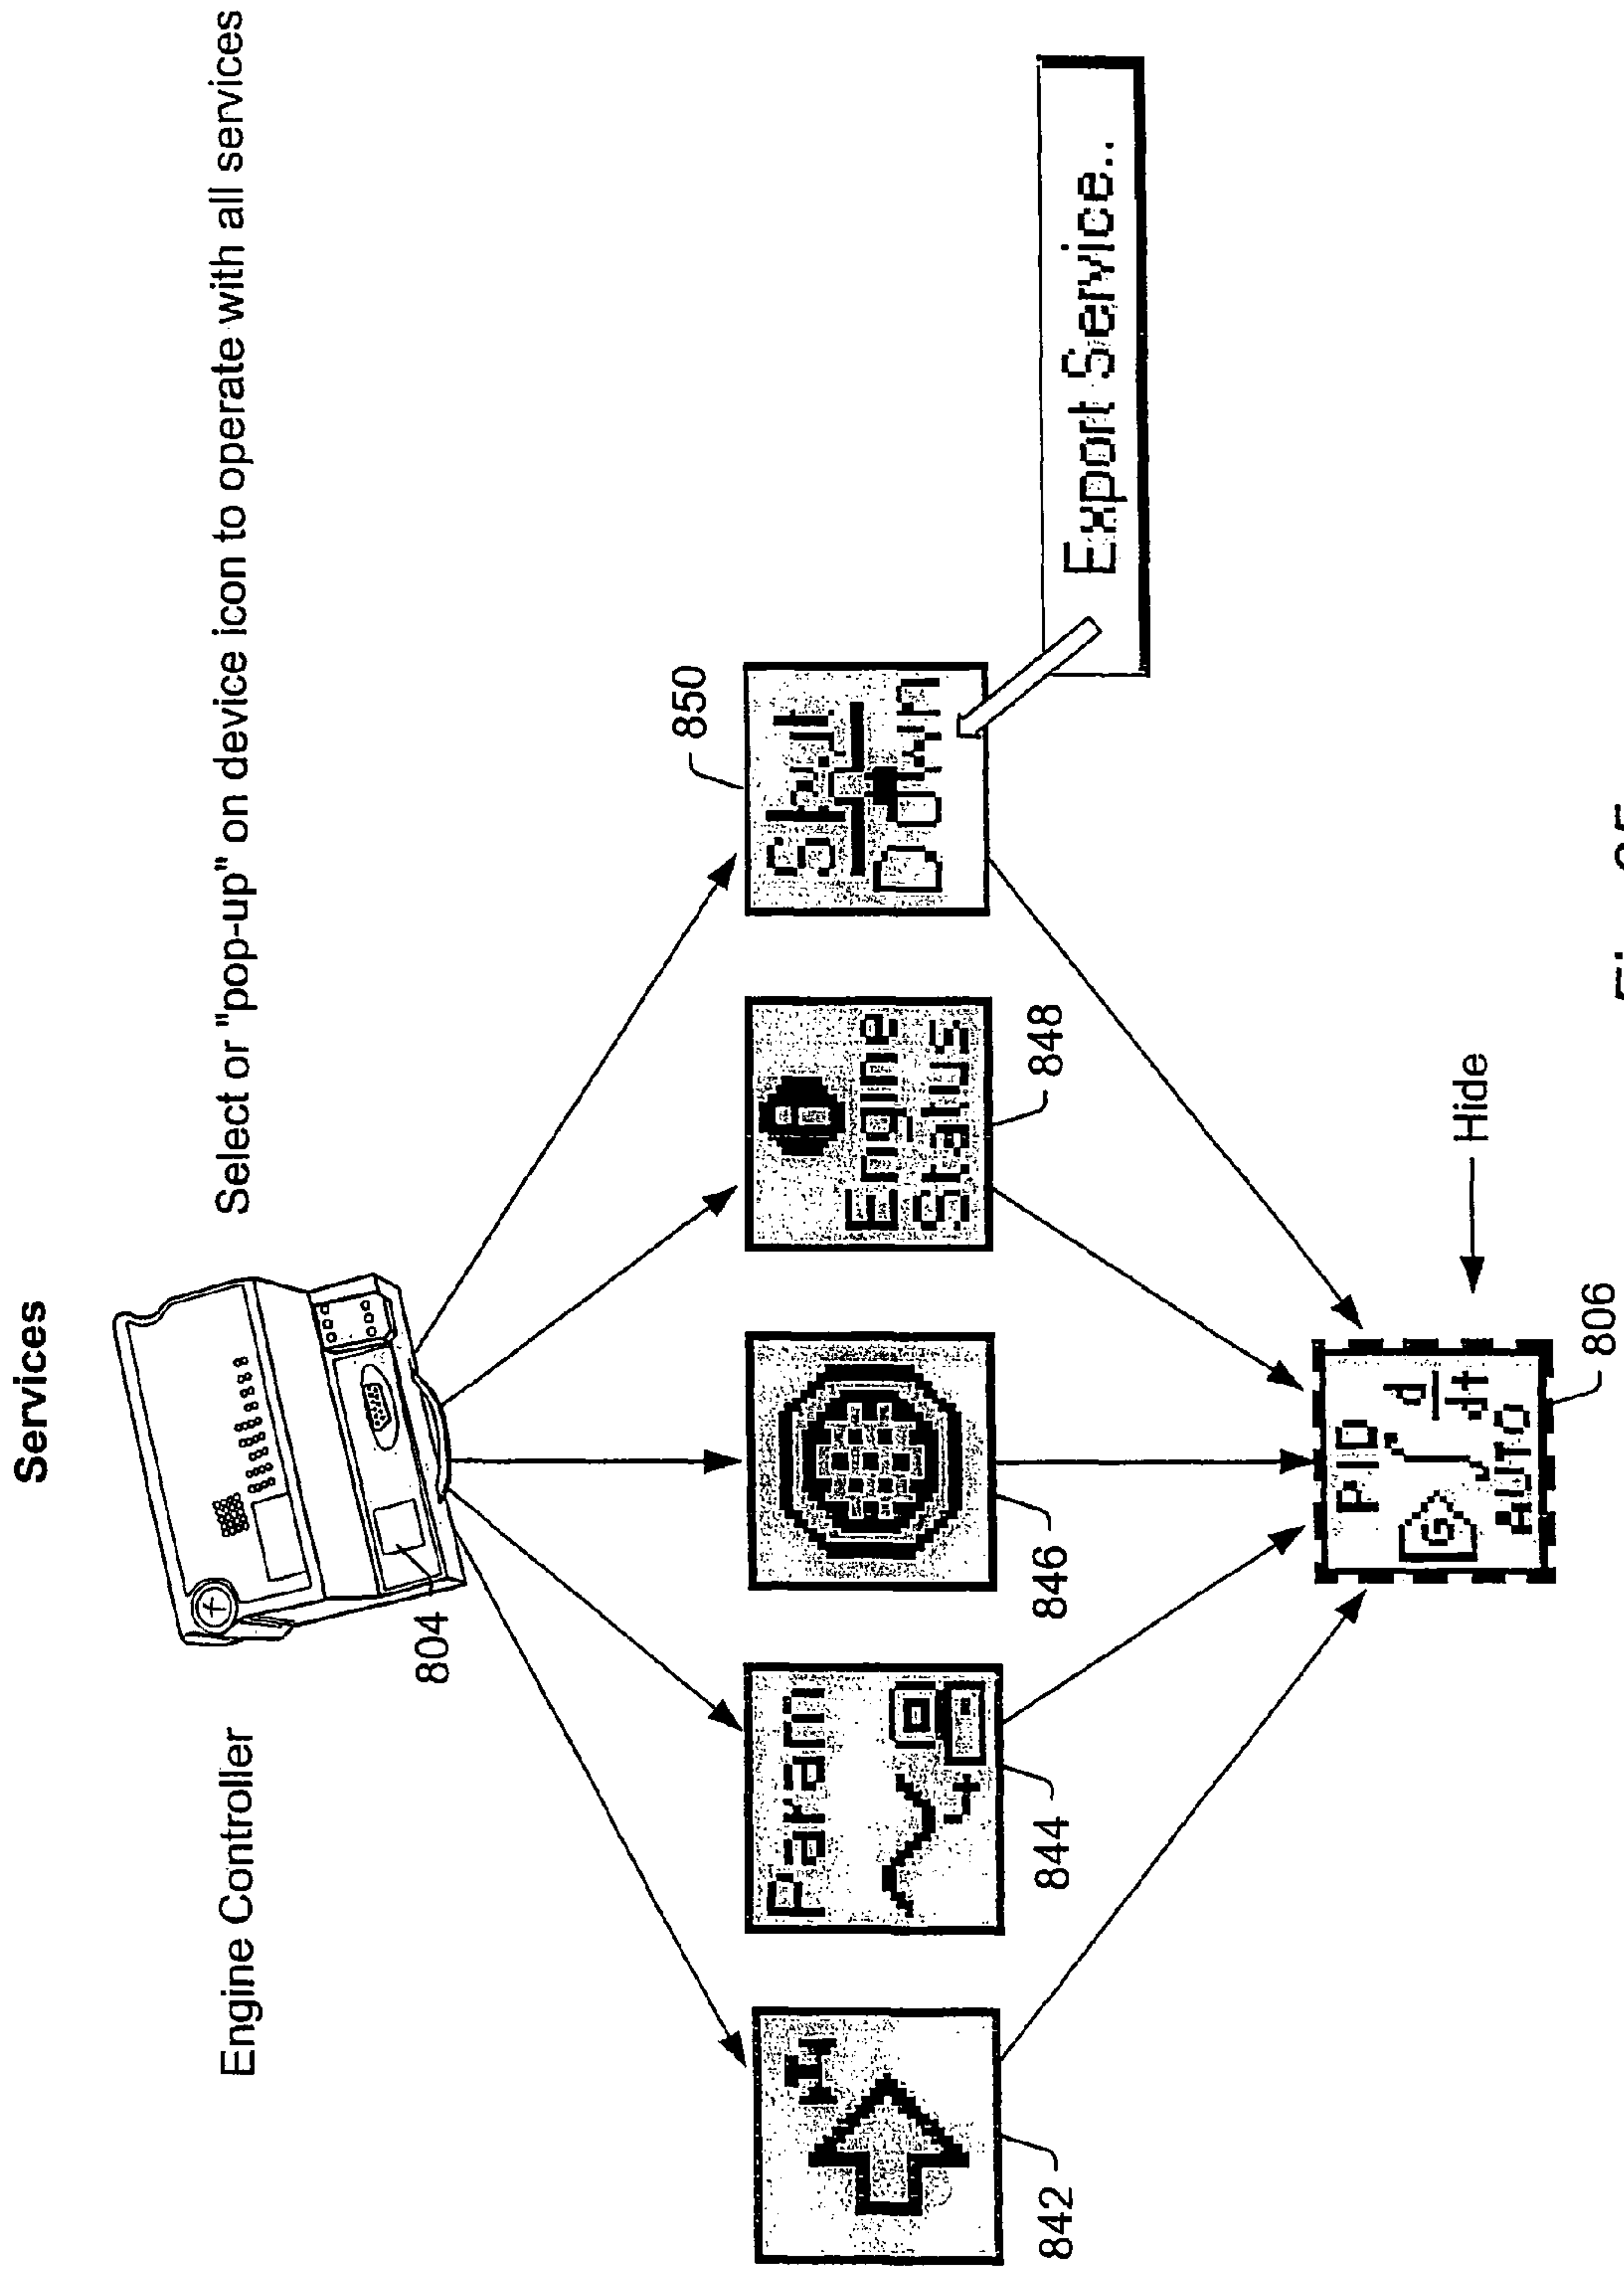 Services
Engine Controller
Select or "pop-up" on device icon to operate with all services
804
850
Param
Engine
Status
Shut
Down
Export Service..
842
844
846
848
PID
d
dt
G
AUTO
Hide
806